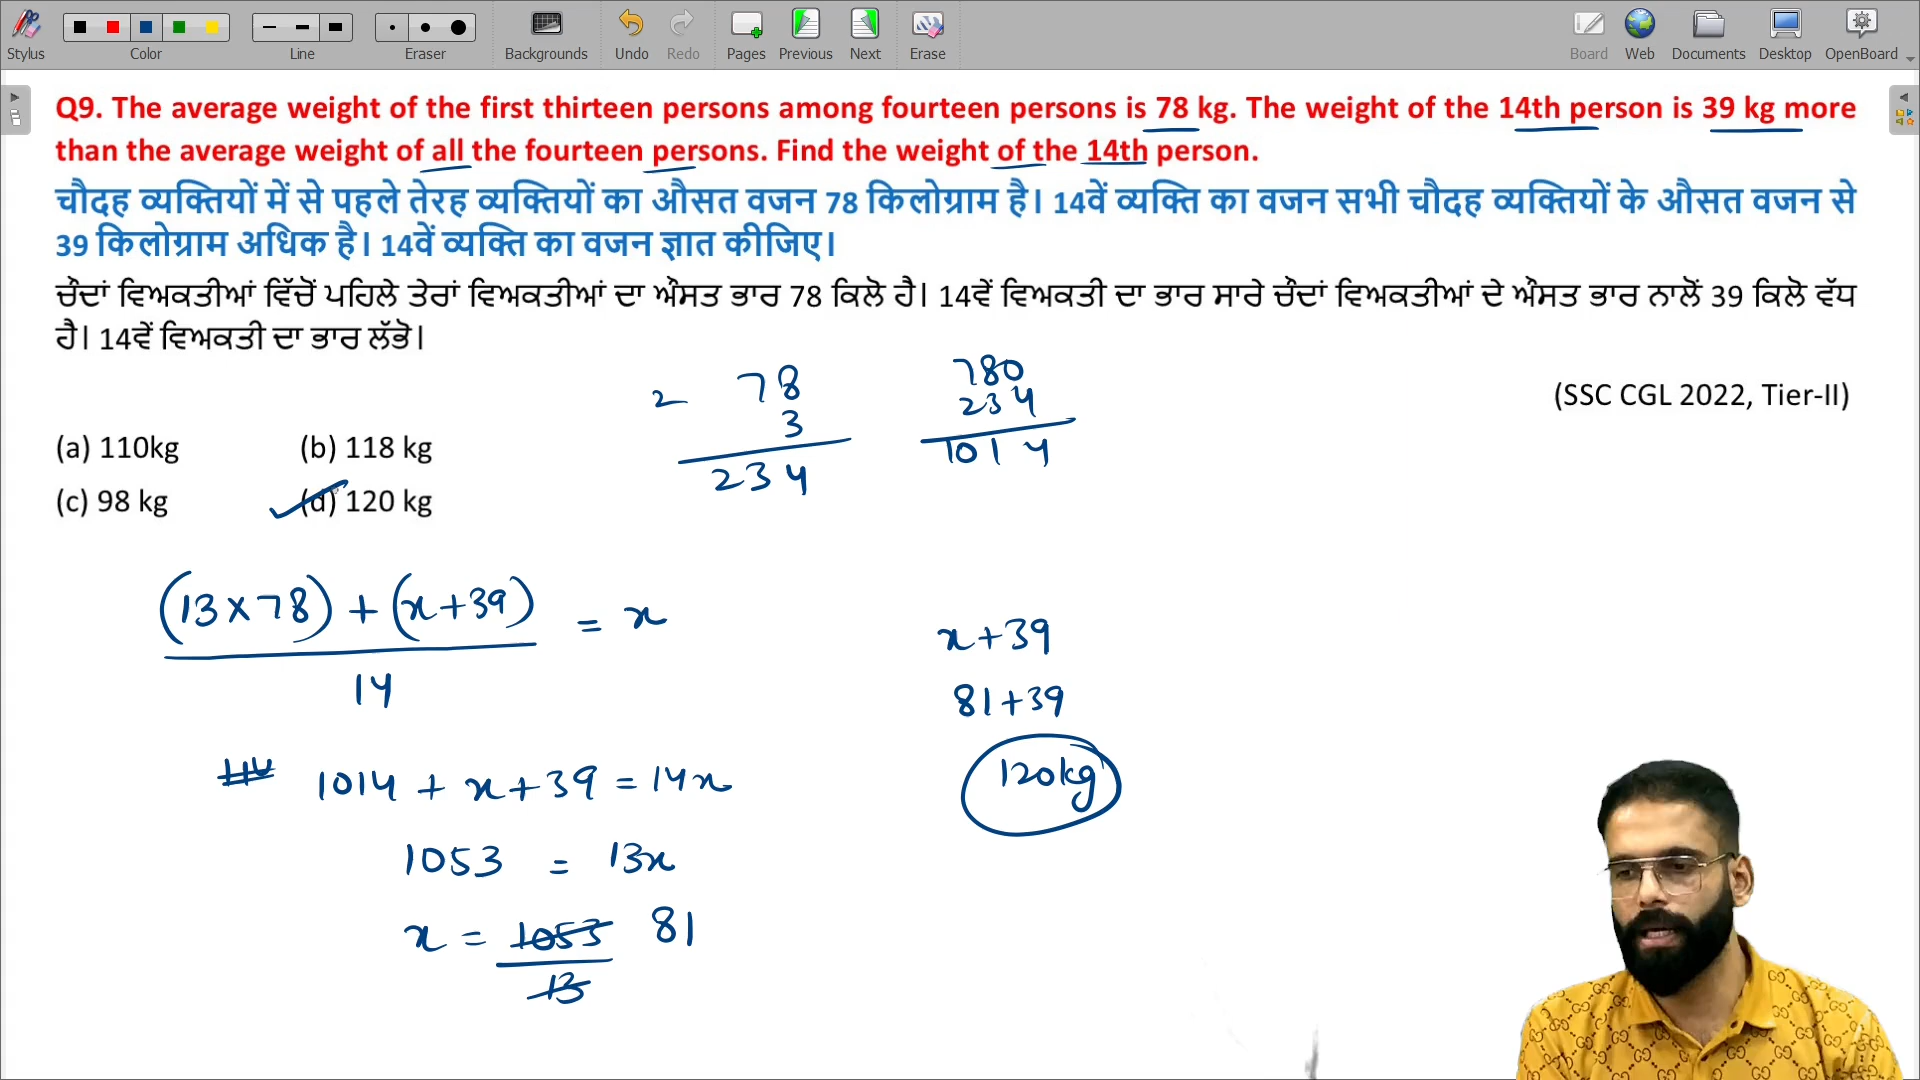 Stylus Color Line Eraser Backgrounds Undo Redo Pages Previous Next Erase Board Web Documents Desktop OpenBoard
Q9. The average weight of the first thirteen persons among fourteen persons is 78 kg. The weight of the 14th person is 39 kg more
than the average weight of all the fourteen persons. Find the weight of the 14th person.
चौदह व्यक्तियों में से पहले तेरह व्यक्तियों का औसत वजन 78 किलोग्राम है। 14वें व्यक्ति का वजन सभी चौदह व्यक्तियों के औसत वजन से
39 किलोग्राम अधिक है। 14वें व्यक्ति का वजन ज्ञात कीजिए।
ਚੌਦਾਂ ਵਿਅਕਤੀਆਂ ਵਿੱਚੋਂ ਪਹਿਲੇ ਤੇਰਾਂ ਵਿਅਕਤੀਆਂ ਦਾ ਔਸਤ ਭਾਰ 78 ਕਿਲੋ ਹੈ। 14ਵੇਂ ਵਿਅਕਤੀ ਦਾ ਭਾਰ ਸਾਰੇ ਚੌਦਾਂ ਵਿਅਕਤੀਆਂ ਦੇ ਔਸਤ ਭਾਰ ਨਾਲੋਂ 39 ਕਿਲੋ ਵੱਧ
ਹੈ। 14ਵੇਂ ਵਿਅਕਤੀ ਦਾ ਭਾਰ ਲੱਭੋ।
(SSC CGL 2022, Tier-II)
(a) 110kg (b) 118 kg
(c) 98 kg (d) 120 kg
2 78
3
234
780
234
1014
(13×78) + (x+39) = x
14
1014 + x+39 = 14x
1053 = 13x
x = 1053 81
13
x+39
81+39
120kg